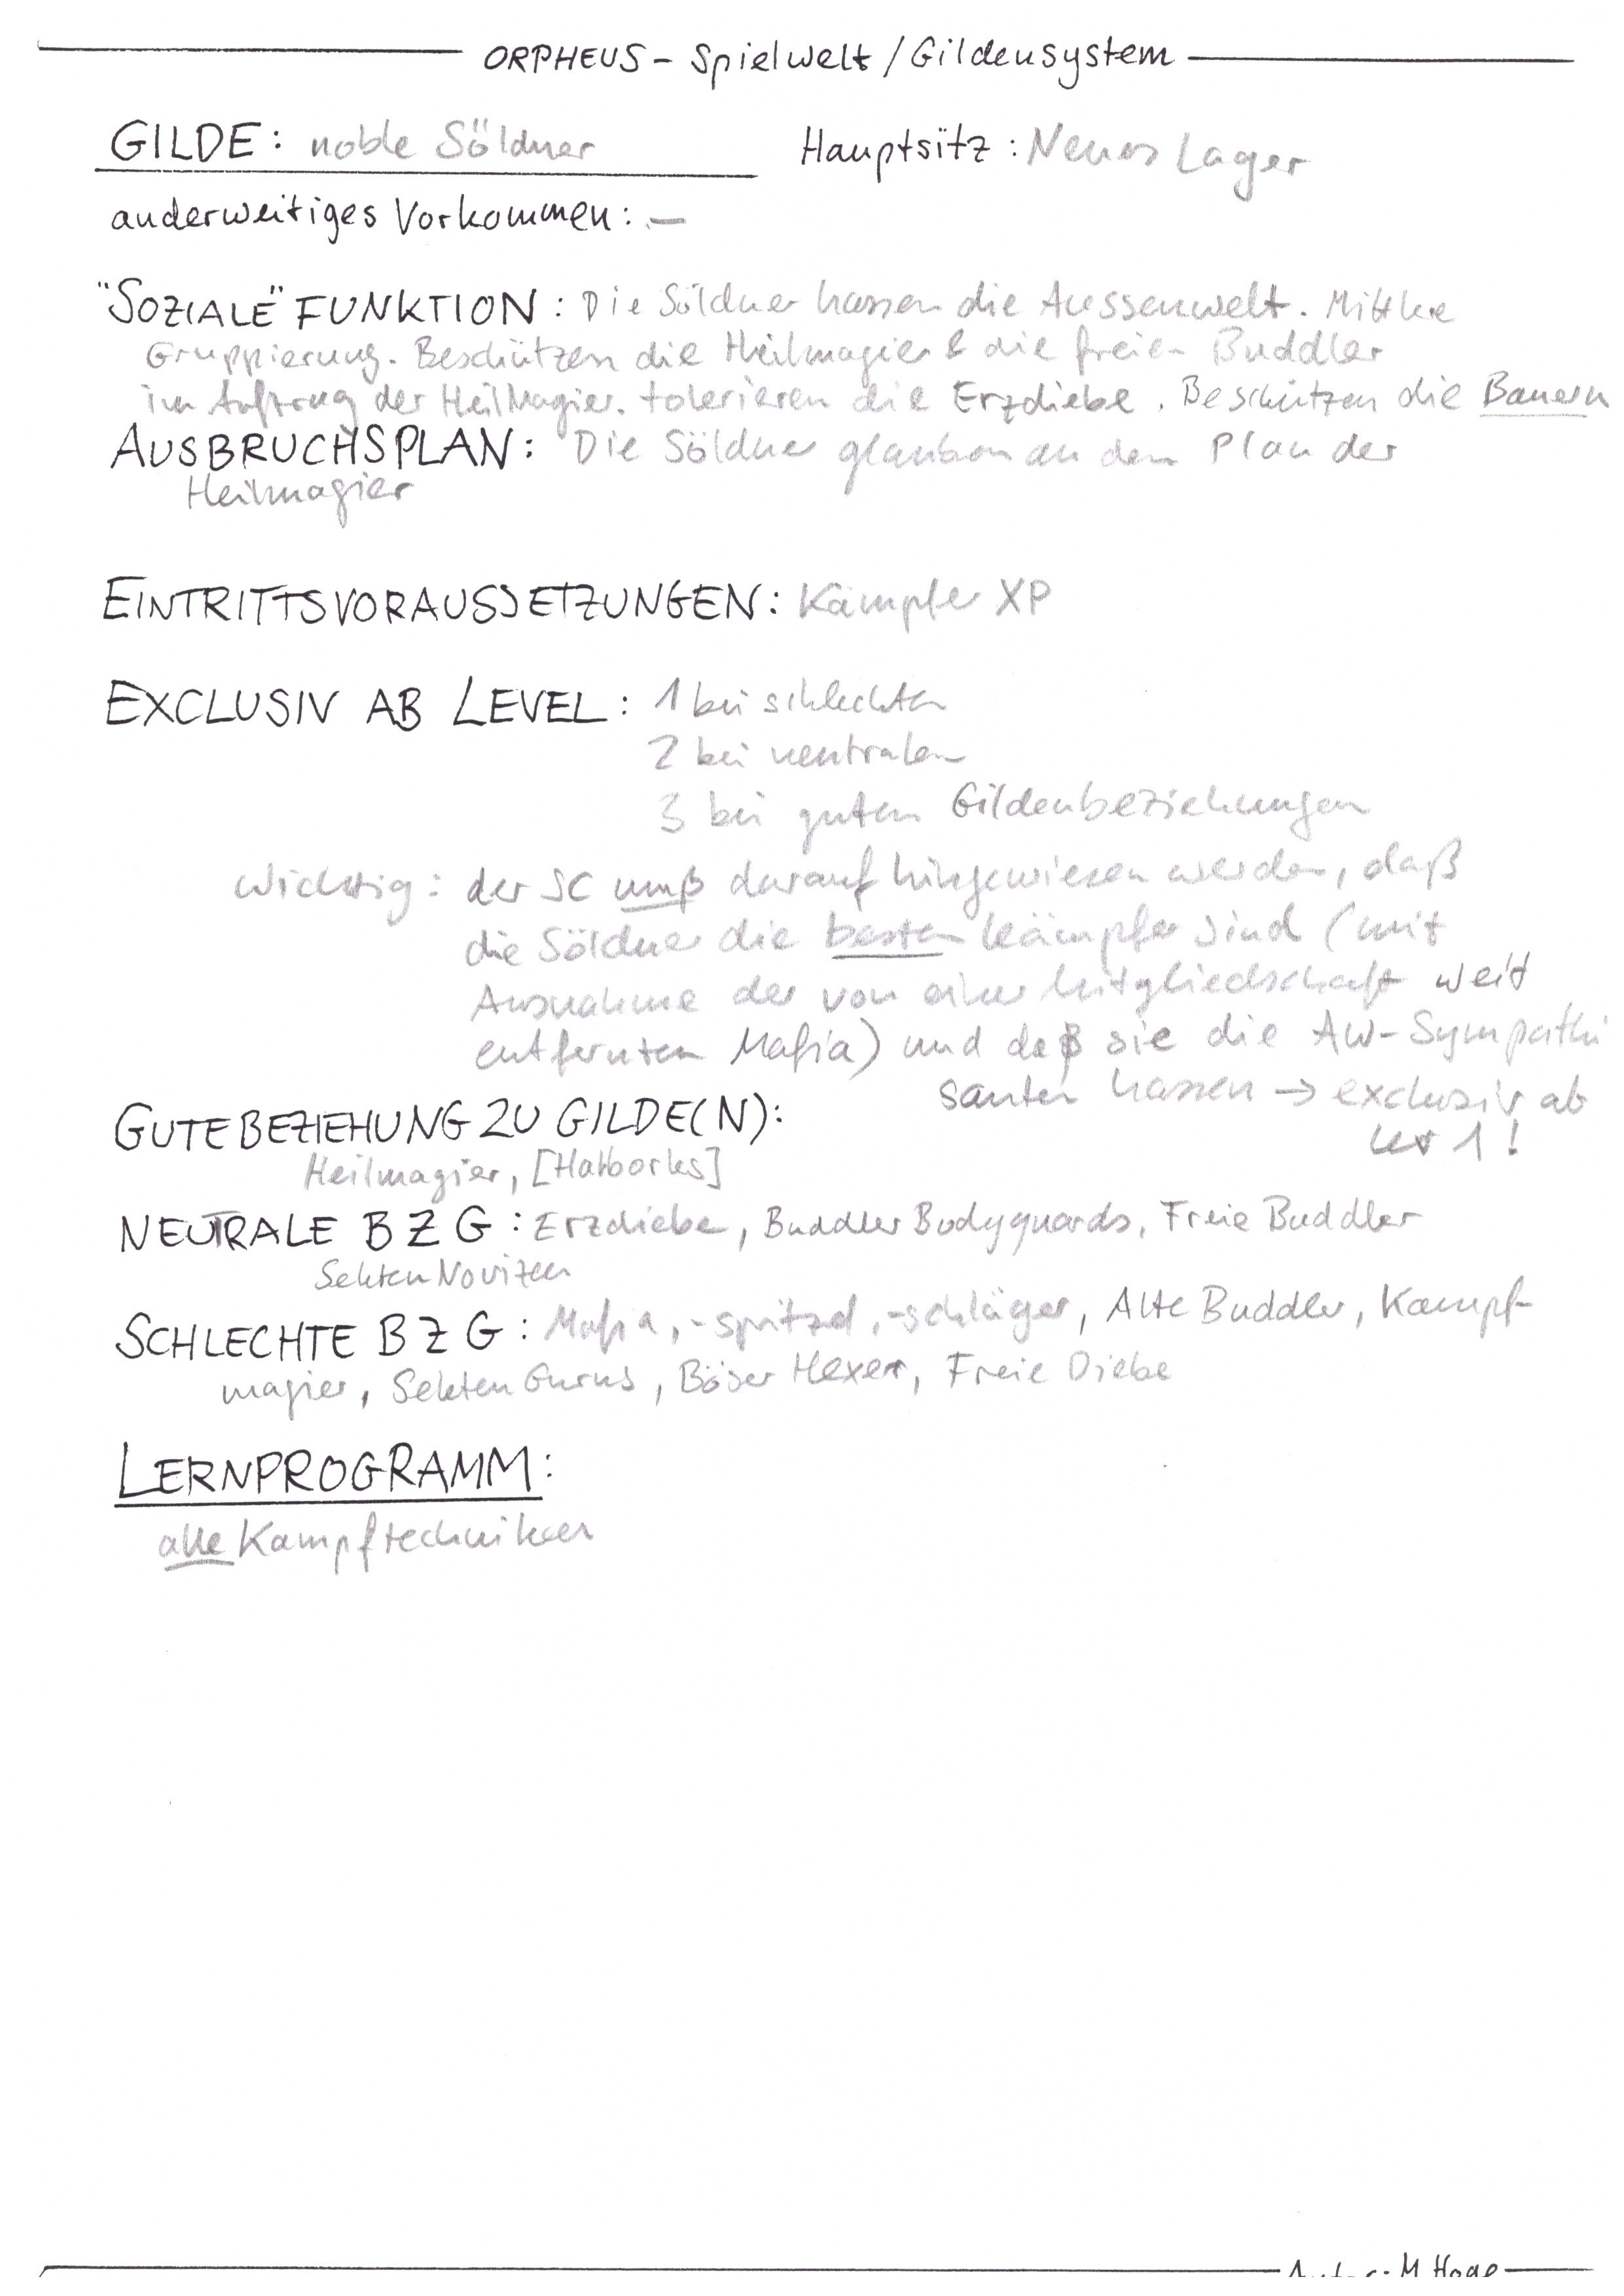 ORPHEUS - Spielwelt / Gildensystem
GILDE: noble Söldner Hauptsitz: Neues Lager
anderweitiges Vorkommen: —
"SOZIALE" FUNKTION: Die Söldner hassen die Aussenwelt. Mittlere
Gruppierung. Beschützen die Heilmagier & die freien Buddler
im Auftrag der Heilmagier. tolerieren die Erzdiebe. Beschützen die Bauern
AUSBRUCHSPLAN: Die Söldner glauben an den Plan der
Heilmagier
EINTRITTSVORAUSSETZUNGEN: Kämpfer XP
EXCLUSIV AB LEVEL: 1 bei schlechten
2 bei neutralen
3 bei guten Gildenbeziehungen
Wichtig: der SC muß darauf hingewiesen werden, daß
die Söldner die besten Kämpfer sind (mit
Ausnahme der von einer Mitgliedschaft weit
entfernten Mafia) und daß sie die AW-Sympathi
santen hassen → exclusiv ab
Lev 1!
GUTE BEZIEHUNG ZU GILDE(N):
Heilmagier, [Halborks]
NEUTRALE BZG: Erzdiebe, Buddler Bodyguards, Freie Buddler
Sekten Novizen
SCHLECHTE BZG: Mafia, -spitzel, -schläger, Alte Buddler, Kampf-
magier, Sekten Gurus, Böser Hexer, Freie Diebe
LERNPROGRAMM:
alle Kampftechniken
Autor: M. Hoge